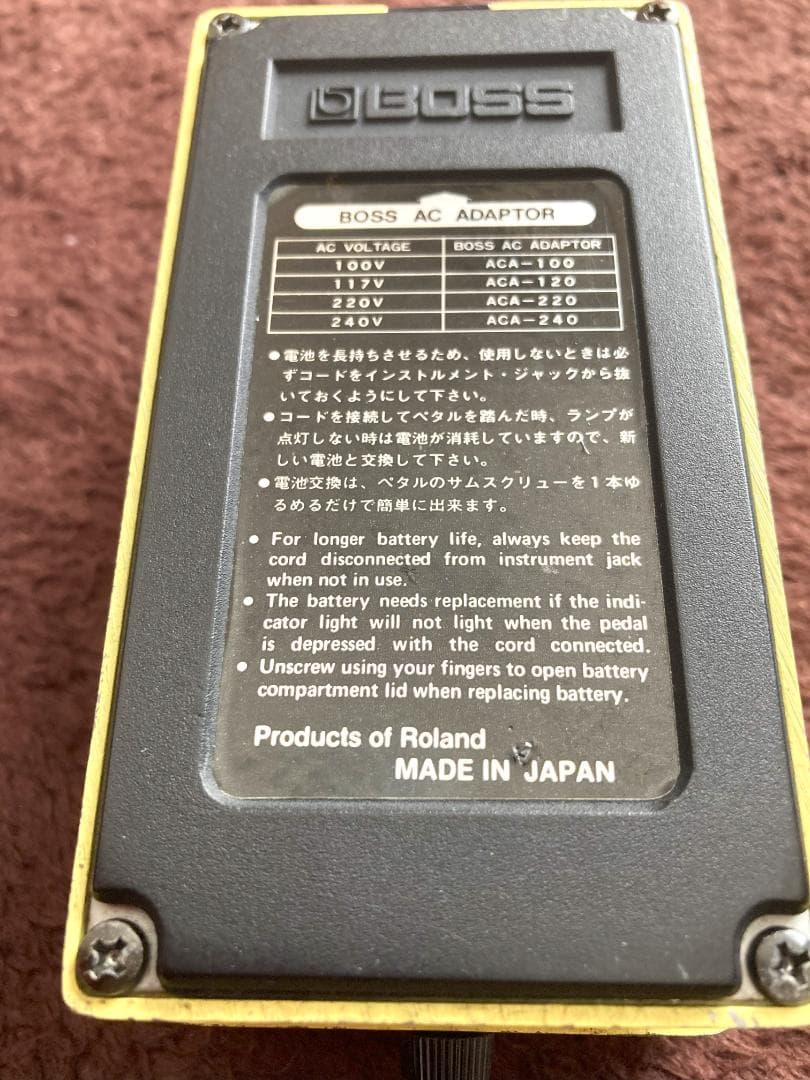 BOSS
BOSS AC ADAPTOR
AC VOLTAGE BOSS AC ADAPTOR
100V ACA-100
117V ACA-120
220V ACA-220
240V ACA-240
●電池を長持ちさせるため、使用しないときは必
ずコードをインストルメント・ジャックから抜
いておくようにして下さい。
●コードを接続してペタルを踏んだ時、ランプが
点灯しない時は電池が消耗していますので、新
しい電池と交換して下さい。
●電池交換は、ペタルのサムスクリューを1本ゆ
るめるだけで簡単に出来ます。
● For longer battery life, always keep the
cord disconnected from instrument jack
when not in use.
● The battery needs replacement if the indi-
cator light will not light when the pedal
is depressed with the cord connected.
● Unscrew using your fingers to open battery
compartment lid when replacing battery.
Products of Roland
MADE IN JAPAN